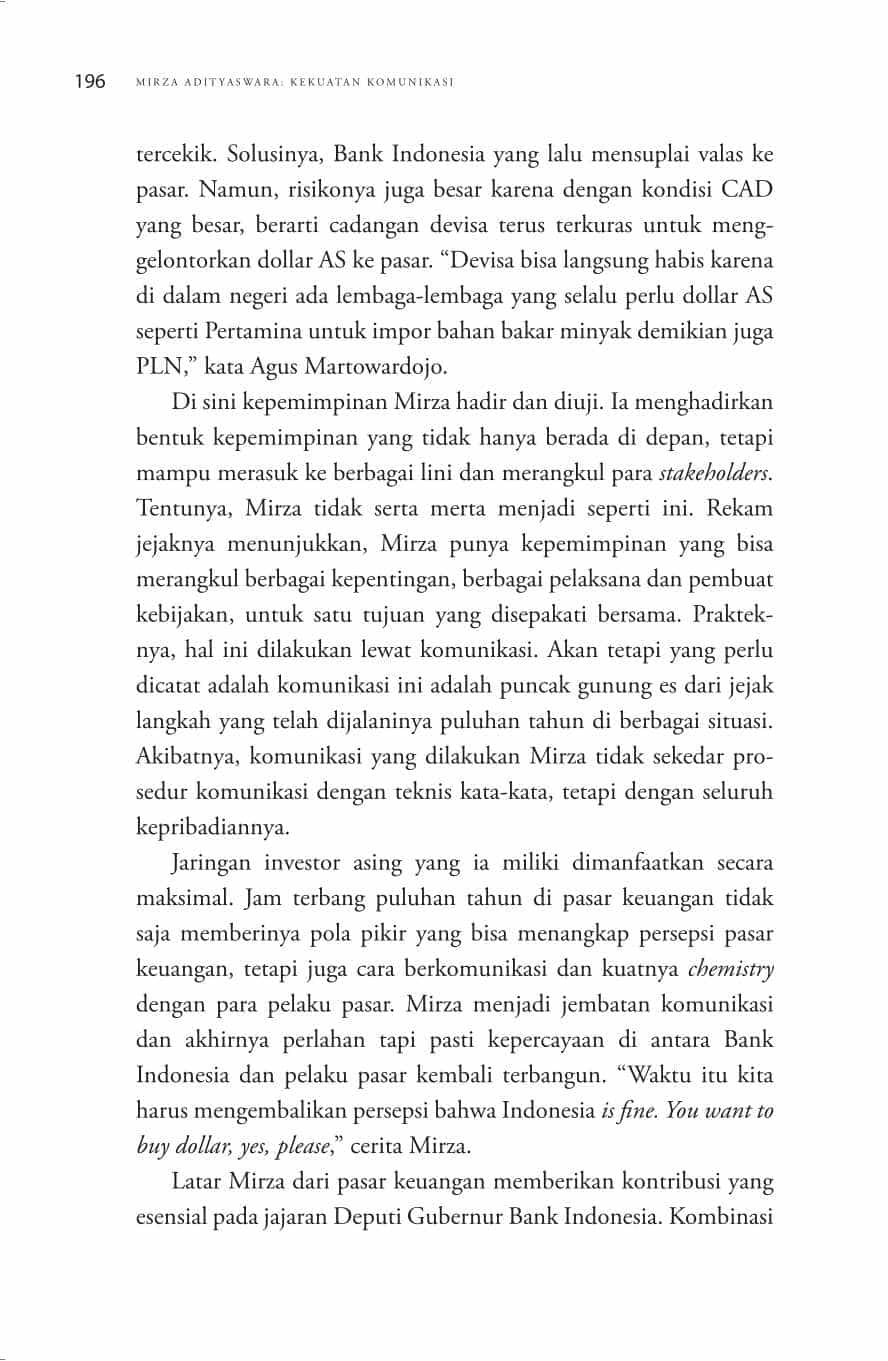 196 MIRZA ADITYASWARA: KEKUATAN KOMUNIKASI
tercekik. Solusinya, Bank Indonesia yang lalu mensuplai valas ke
pasar. Namun, risikonya juga besar karena dengan kondisi CAD
yang besar, berarti cadangan devisa terus terkuras untuk meng-
gelontorkan dollar AS ke pasar. “Devisa bisa langsung habis karena
di dalam negeri ada lembaga-lembaga yang selalu perlu dollar AS
seperti Pertamina untuk impor bahan bakar minyak demikian juga
PLN,” kata Agus Martowardojo.
Di sini kepemimpinan Mirza hadir dan diuji. Ia menghadirkan
bentuk kepemimpinan yang tidak hanya berada di depan, tetapi
mampu merasuk ke berbagai lini dan merangkul para stakeholders.
Tentunya, Mirza tidak serta merta menjadi seperti ini. Rekam
jejaknya menunjukkan, Mirza punya kepemimpinan yang bisa
merangkul berbagai kepentingan, berbagai pelaksana dan pembuat
kebijakan, untuk satu tujuan yang disepakati bersama. Praktek-
nya, hal ini dilakukan lewat komunikasi. Akan tetapi yang perlu
dicatat adalah komunikasi ini adalah puncak gunung es dari jejak
langkah yang telah dijalaninya puluhan tahun di berbagai situasi.
Akibatnya, komunikasi yang dilakukan Mirza tidak sekedar pro-
sedur komunikasi dengan teknis kata-kata, tetapi dengan seluruh
kepribadiannya.
Jaringan investor asing yang ia miliki dimanfaatkan secara
maksimal. Jam terbang puluhan tahun di pasar keuangan tidak
saja memberinya pola pikir yang bisa menangkap persepsi pasar
keuangan, tetapi juga cara berkomunikasi dan kuatnya chemistry
dengan para pelaku pasar. Mirza menjadi jembatan komunikasi
dan akhirnya perlahan tapi pasti kepercayaan di antara Bank
Indonesia dan pelaku pasar kembali terbangun. “Waktu itu kita
harus mengembalikan persepsi bahwa Indonesia is fine. You want to
buy dollar, yes, please,” cerita Mirza.
Latar Mirza dari pasar keuangan memberikan kontribusi yang
esensial pada jajaran Deputi Gubernur Bank Indonesia. Kombinasi